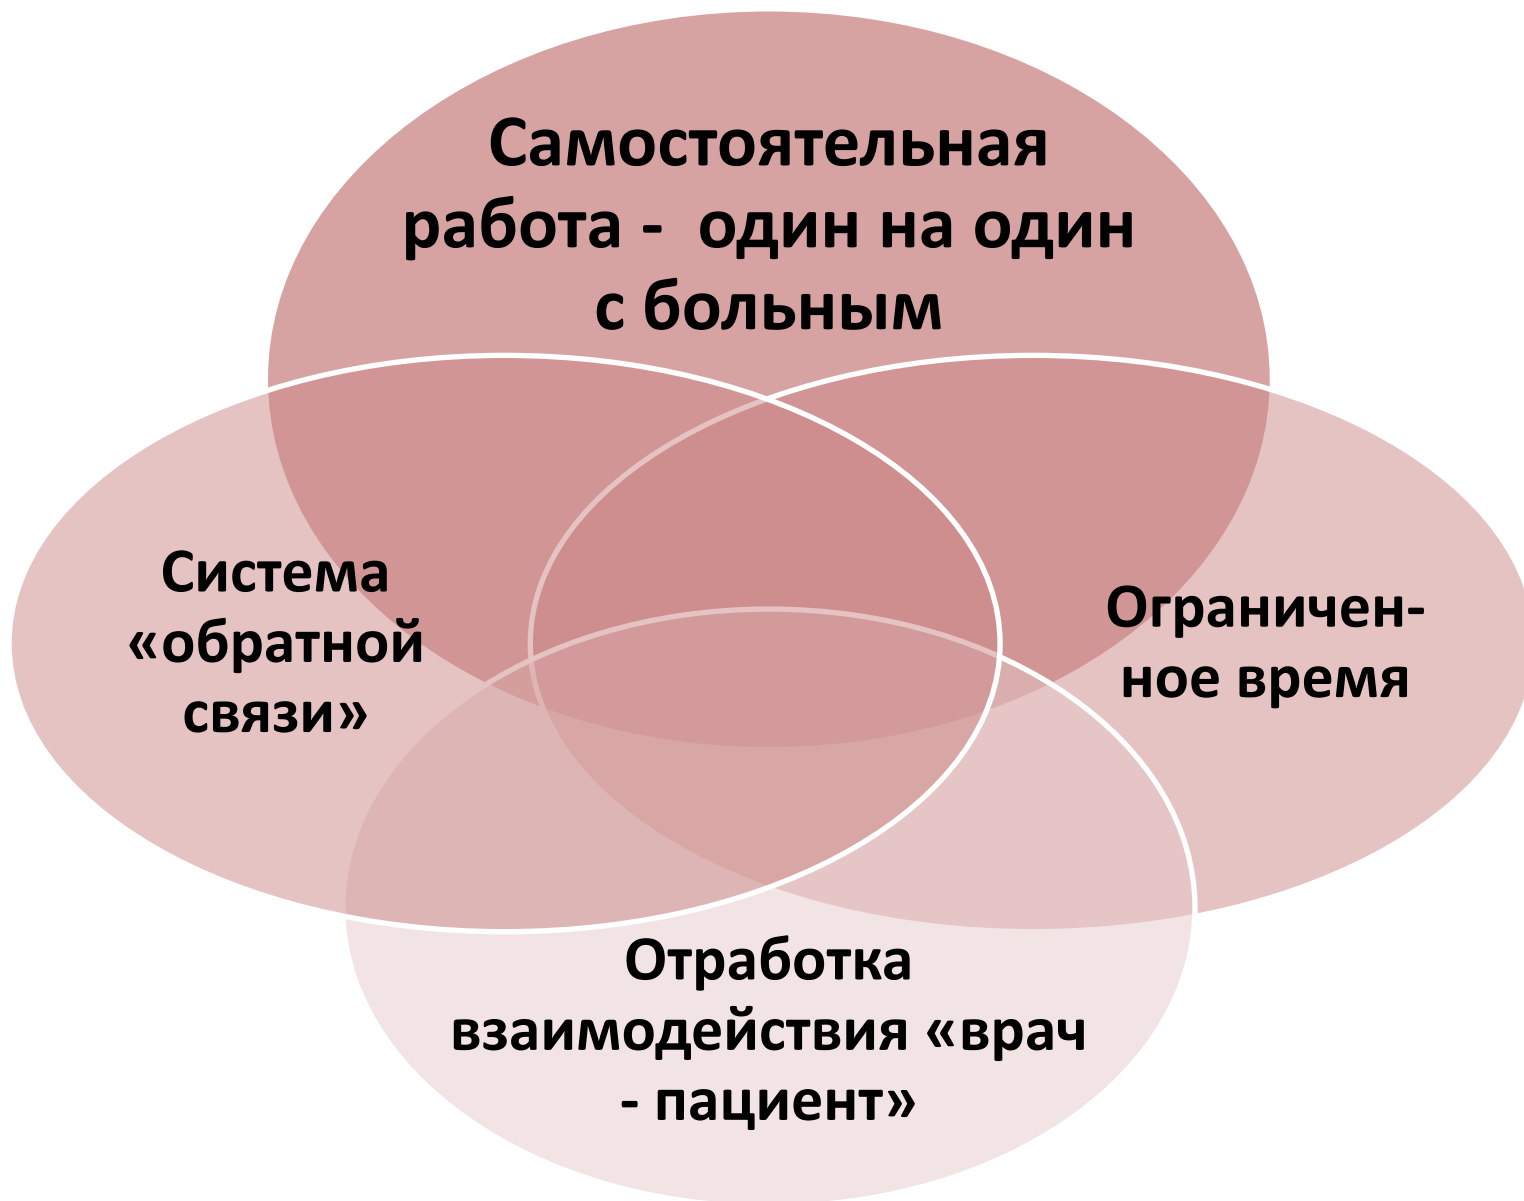 Самостоятельная
работа -  один на один
с больным
Система
«обратной
связи»
Ограничен-
ное время
Отработка
взаимодействия «врач
- пациент»